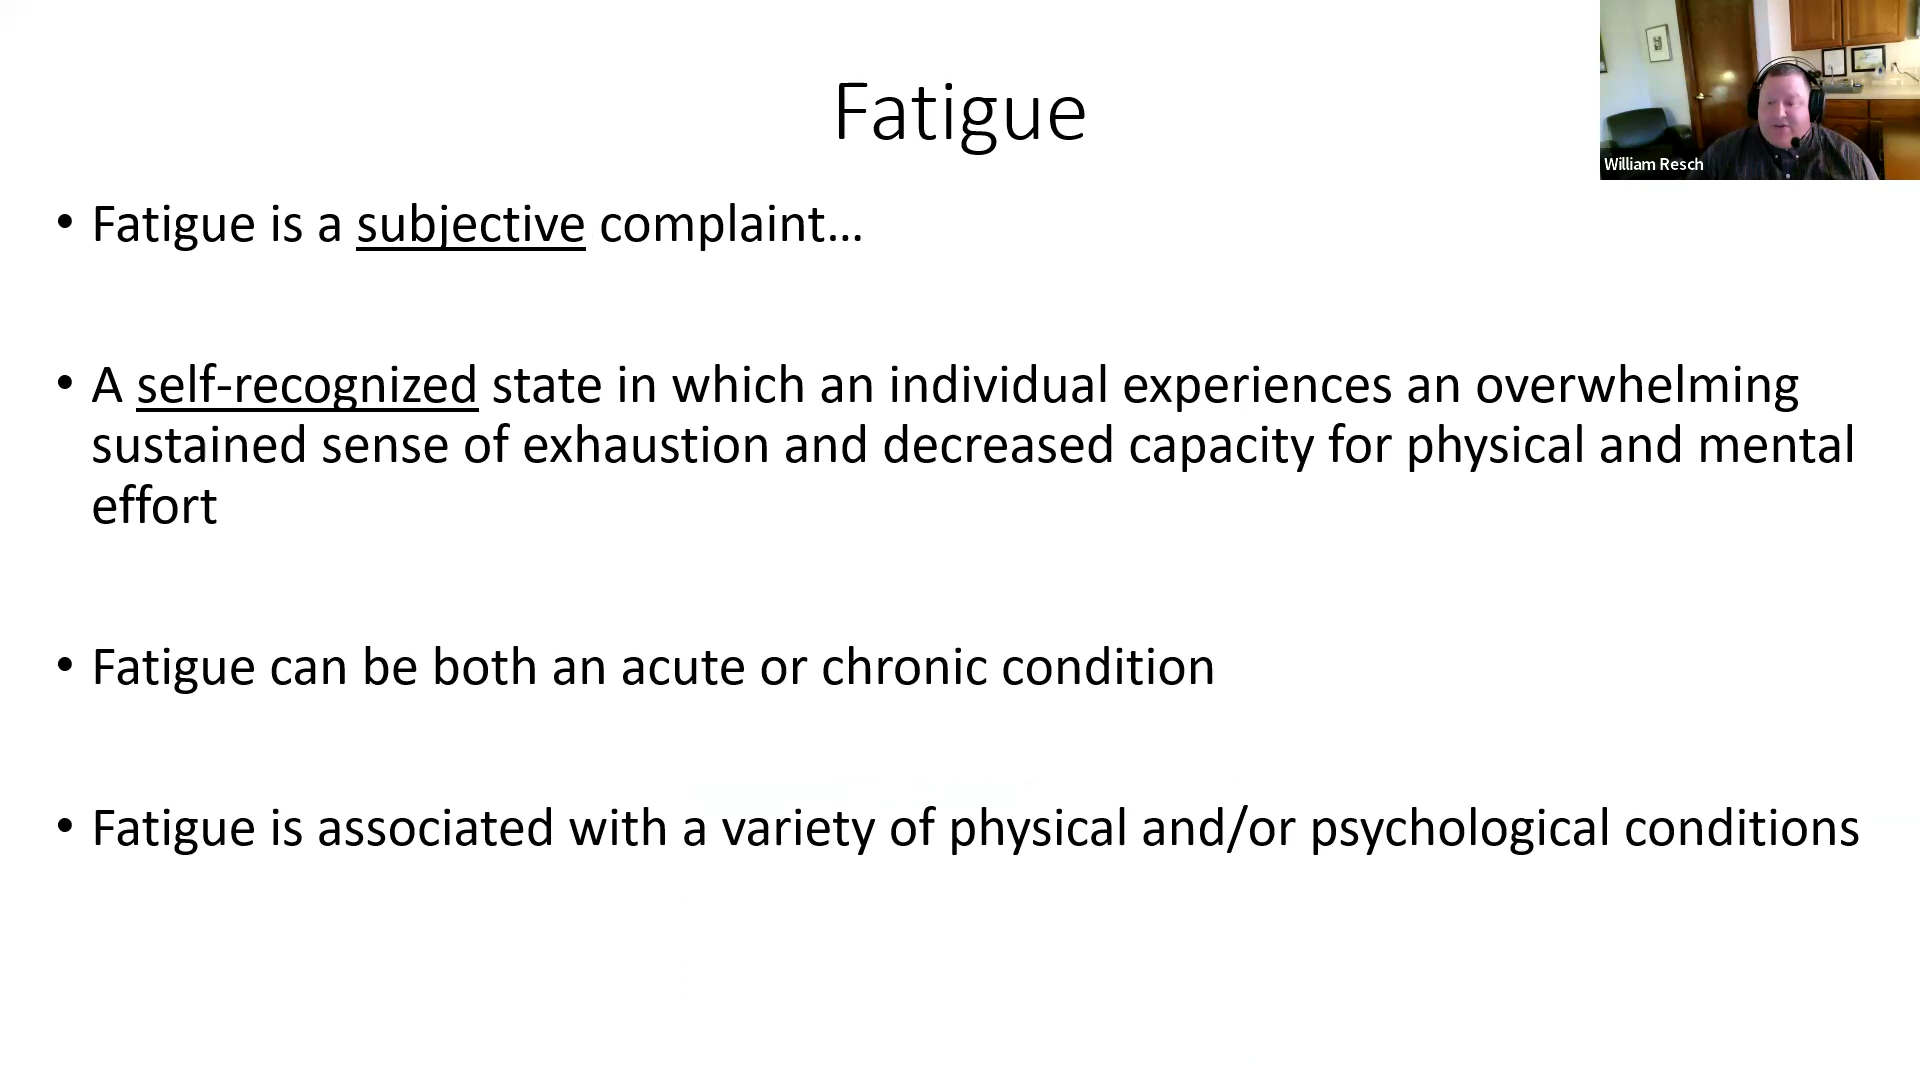 Fatigue
William Resch
• Fatigue is a subjective complaint…
• A self-recognized state in which an individual experiences an overwhelming
sustained sense of exhaustion and decreased capacity for physical and mental
effort
• Fatigue can be both an acute or chronic condition
• Fatigue is associated with a variety of physical and/or psychological conditions